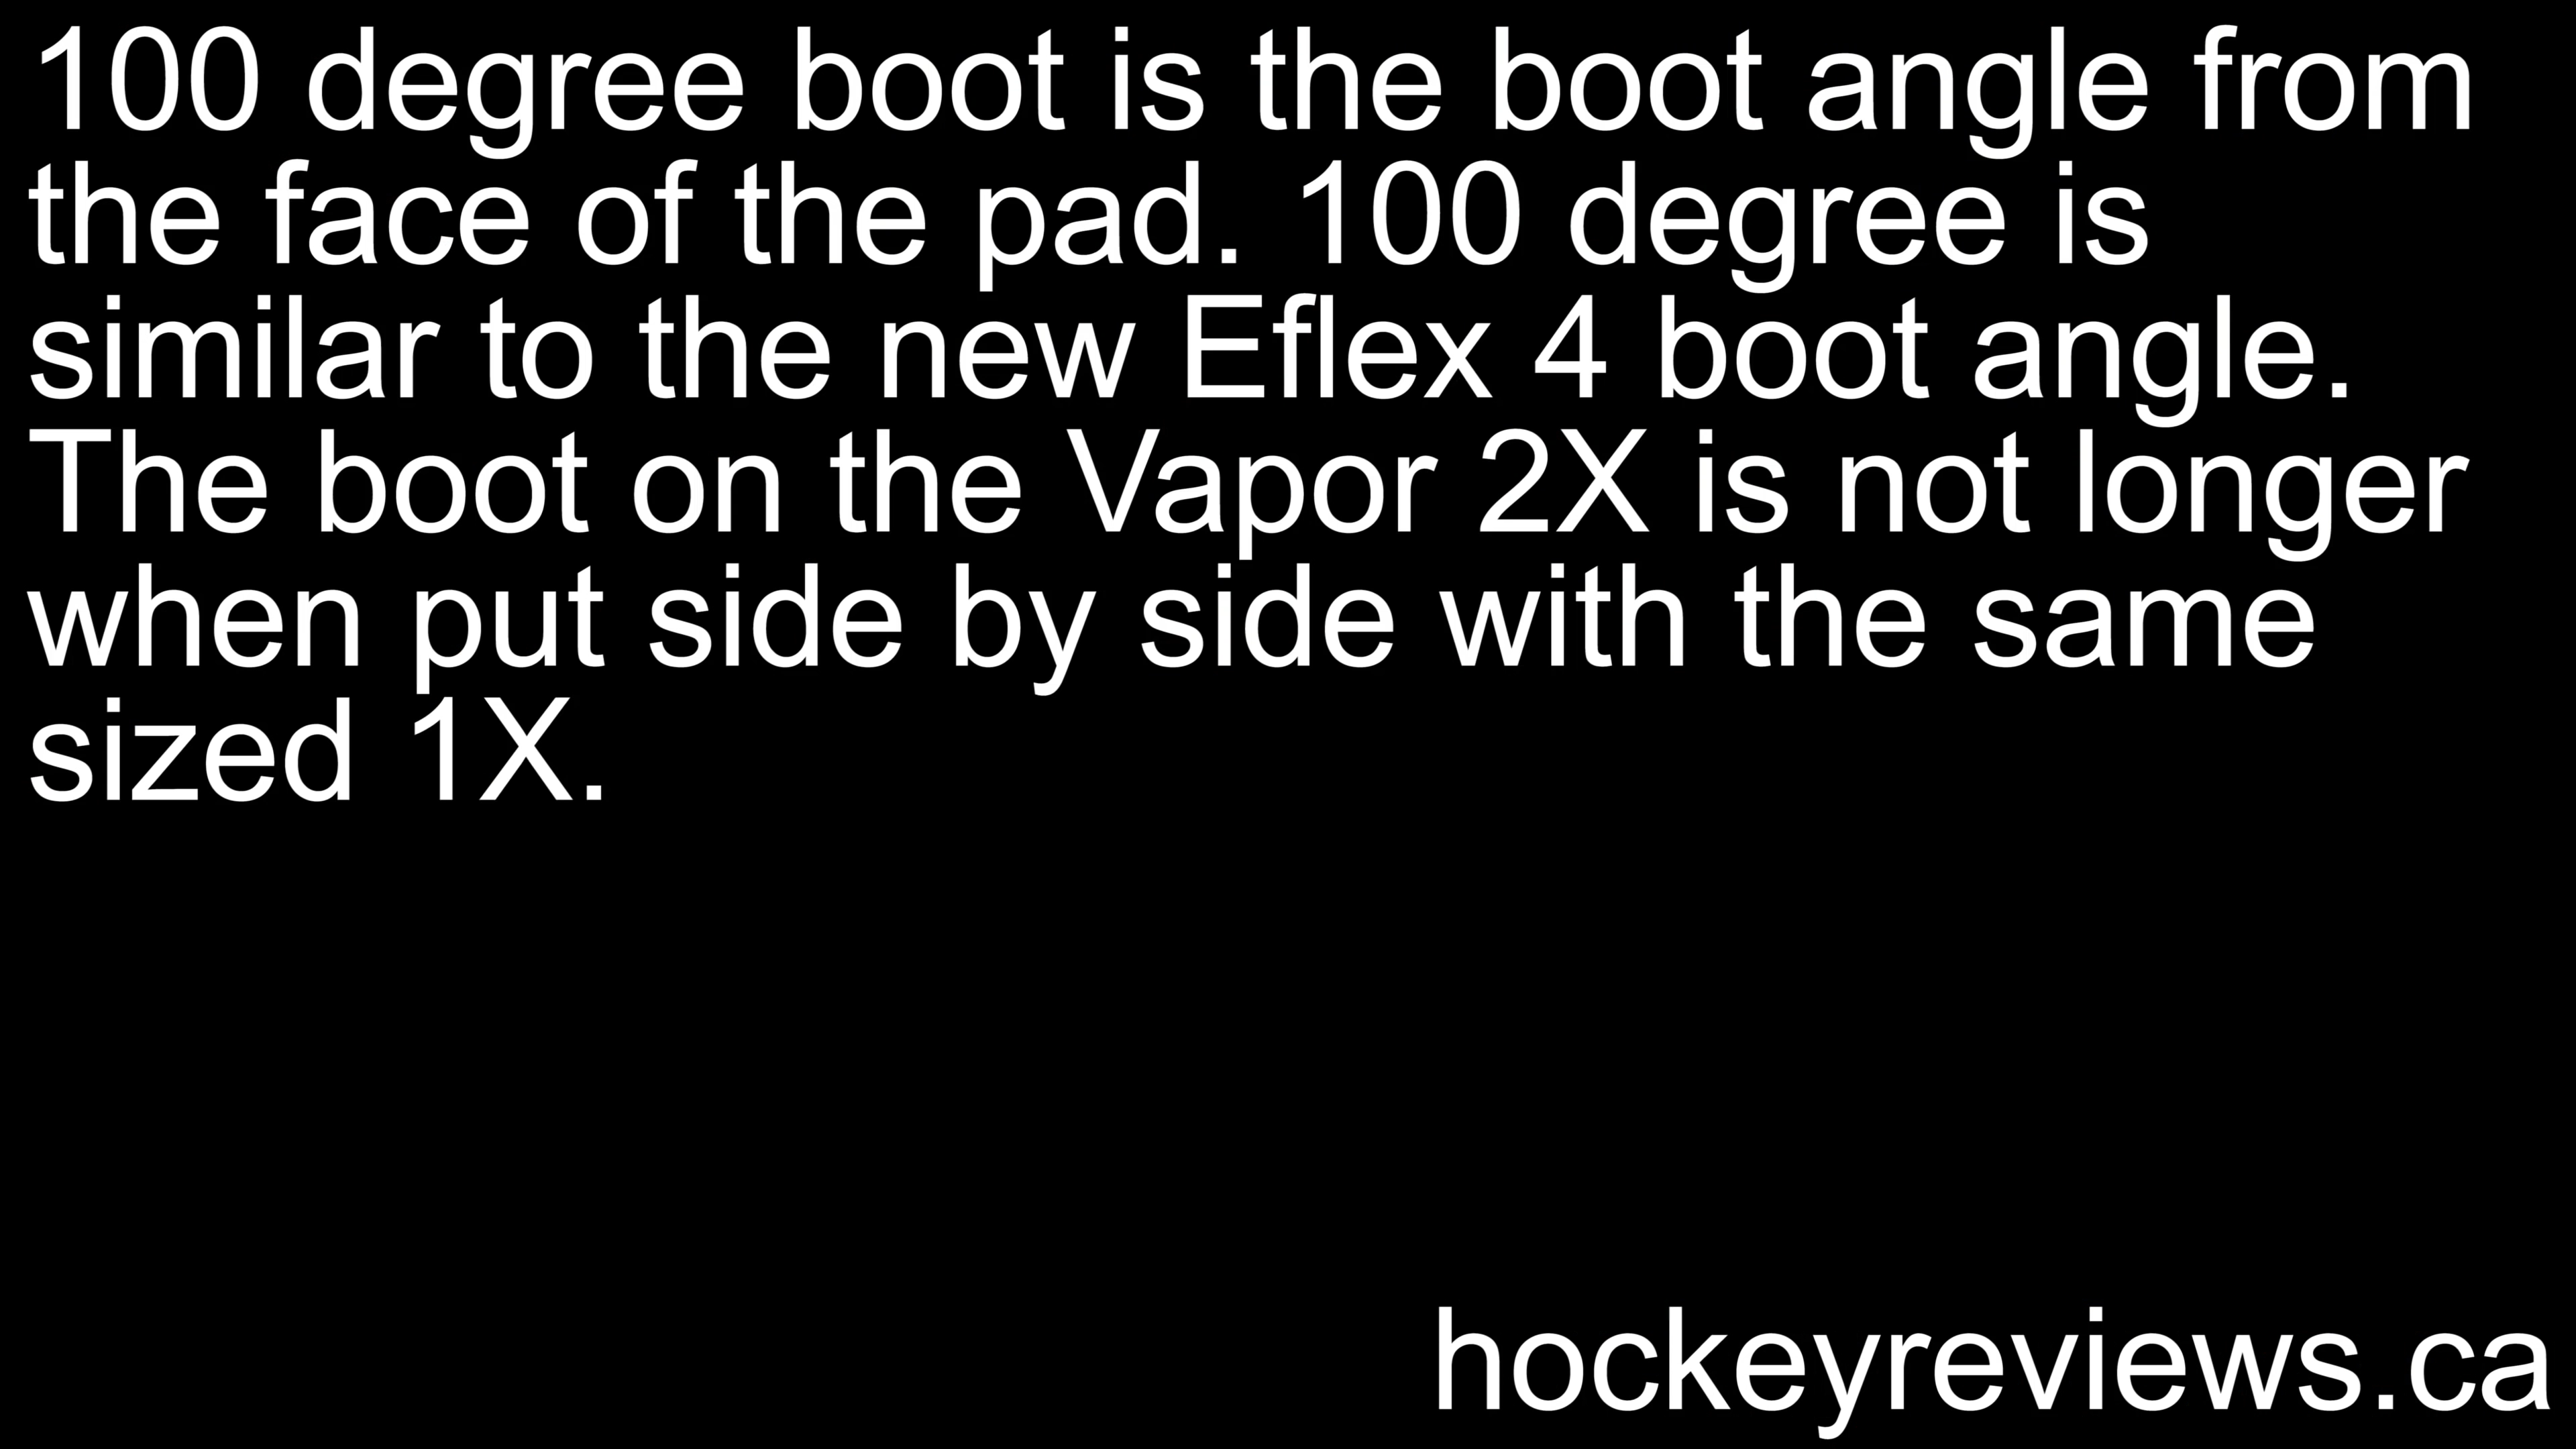 100 degree boot is the boot angle from
the face of the pad. 100 degree is
similar to the new Eflex 4 boot angle.
The boot on the Vapor 2X is not longer
when put side by side with the same
sized 1X.
hockeyreviews.ca